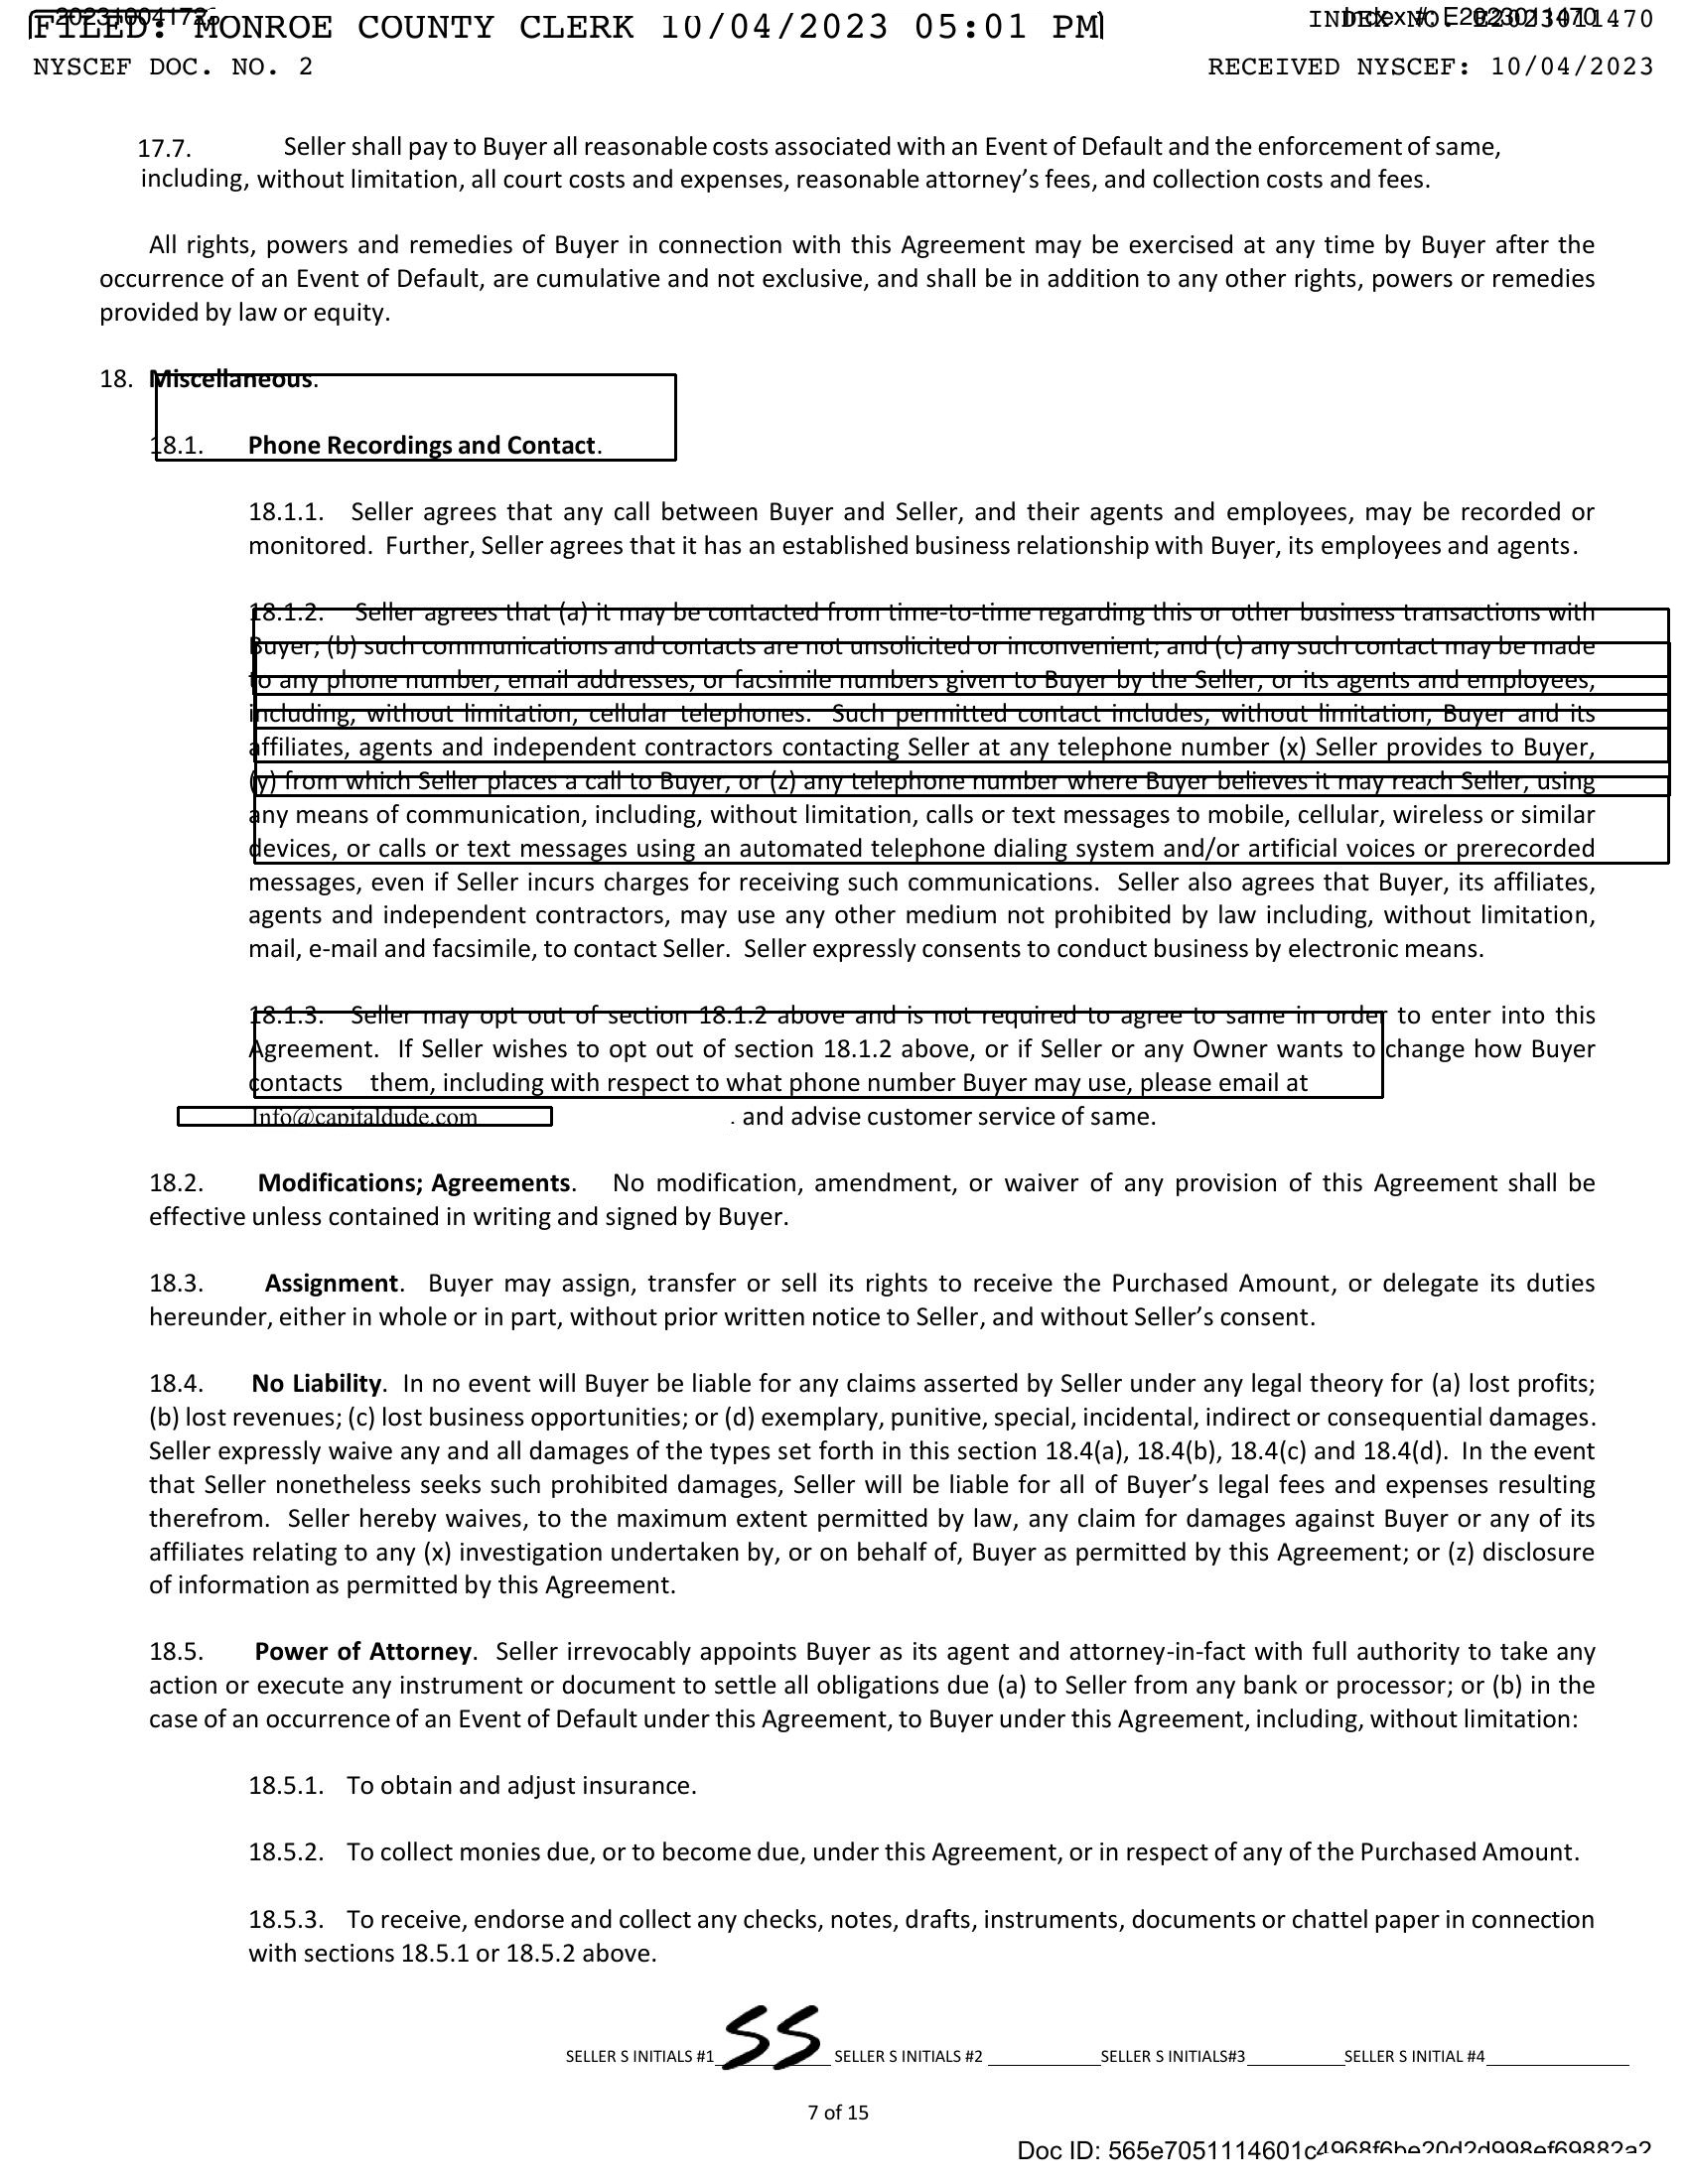 FILED: MONROE COUNTY CLERK 10/04/2023 05:01 PM
INDEX NO. E2023011470
Index #: E2023011470
NYSCEF DOC. NO. 2
RECEIVED NYSCEF: 10/04/2023
17.7. Seller shall pay to Buyer all reasonable costs associated with an Event of Default and the enforcement of same,
including, without limitation, all court costs and expenses, reasonable attorney’s fees, and collection costs and fees.
All rights, powers and remedies of Buyer in connection with this Agreement may be exercised at any time by Buyer after the
occurrence of an Event of Default, are cumulative and not exclusive, and shall be in addition to any other rights, powers or remedies
provided by law or equity.
18. Miscellaneous.
18.1. Phone Recordings and Contact.
18.1.1. Seller agrees that any call between Buyer and Seller, and their agents and employees, may be recorded or
monitored. Further, Seller agrees that it has an established business relationship with Buyer, its employees and agents.
18.1.2. Seller agrees that (a) it may be contacted from time-to-time regarding this or other business transactions with
Buyer; (b) such communications and contacts are not unsolicited or inconvenient; and (c) any such contact may be made
to any phone number, email addresses, or facsimile numbers given to Buyer by the Seller, or its agents and employees,
including, without limitation, cellular telephones. Such permitted contact includes, without limitation, Buyer and its
affiliates, agents and independent contractors contacting Seller at any telephone number (x) Seller provides to Buyer,
(y) from which Seller places a call to Buyer, or (z) any telephone number where Buyer believes it may reach Seller, using
any means of communication, including, without limitation, calls or text messages to mobile, cellular, wireless or similar
devices, or calls or text messages using an automated telephone dialing system and/or artificial voices or prerecorded
messages, even if Seller incurs charges for receiving such communications. Seller also agrees that Buyer, its affiliates,
agents and independent contractors, may use any other medium not prohibited by law including, without limitation,
mail, e-mail and facsimile, to contact Seller. Seller expressly consents to conduct business by electronic means.
18.1.3. Seller may opt out of section 18.1.2 above and is not required to agree to same in order to enter into this
Agreement. If Seller wishes to opt out of section 18.1.2 above, or if Seller or any Owner wants to change how Buyer
contacts them, including with respect to what phone number Buyer may use, please email at
Info@capitaldude.com . and advise customer service of same.
18.2. Modifications; Agreements. No modification, amendment, or waiver of any provision of this Agreement shall be
effective unless contained in writing and signed by Buyer.
18.3. Assignment. Buyer may assign, transfer or sell its rights to receive the Purchased Amount, or delegate its duties
hereunder, either in whole or in part, without prior written notice to Seller, and without Seller’s consent.
18.4. No Liability. In no event will Buyer be liable for any claims asserted by Seller under any legal theory for (a) lost profits;
(b) lost revenues; (c) lost business opportunities; or (d) exemplary, punitive, special, incidental, indirect or consequential damages.
Seller expressly waive any and all damages of the types set forth in this section 18.4(a), 18.4(b), 18.4(c) and 18.4(d). In the event
that Seller nonetheless seeks such prohibited damages, Seller will be liable for all of Buyer’s legal fees and expenses resulting
therefrom. Seller hereby waives, to the maximum extent permitted by law, any claim for damages against Buyer or any of its
affiliates relating to any (x) investigation undertaken by, or on behalf of, Buyer as permitted by this Agreement; or (z) disclosure
of information as permitted by this Agreement.
18.5. Power of Attorney. Seller irrevocably appoints Buyer as its agent and attorney-in-fact with full authority to take any
action or execute any instrument or document to settle all obligations due (a) to Seller from any bank or processor; or (b) in the
case of an occurrence of an Event of Default under this Agreement, to Buyer under this Agreement, including, without limitation:
18.5.1. To obtain and adjust insurance.
18.5.2. To collect monies due, or to become due, under this Agreement, or in respect of any of the Purchased Amount.
18.5.3. To receive, endorse and collect any checks, notes, drafts, instruments, documents or chattel paper in connection
with sections 18.5.1 or 18.5.2 above.
SELLER S INITIALS #1 SS SELLER S INITIALS #2 SELLER S INITIALS#3 SELLER S INITIAL #4
7 of 15
Doc ID: 565e7051114601c4968f6be20d2d998ef69882a2